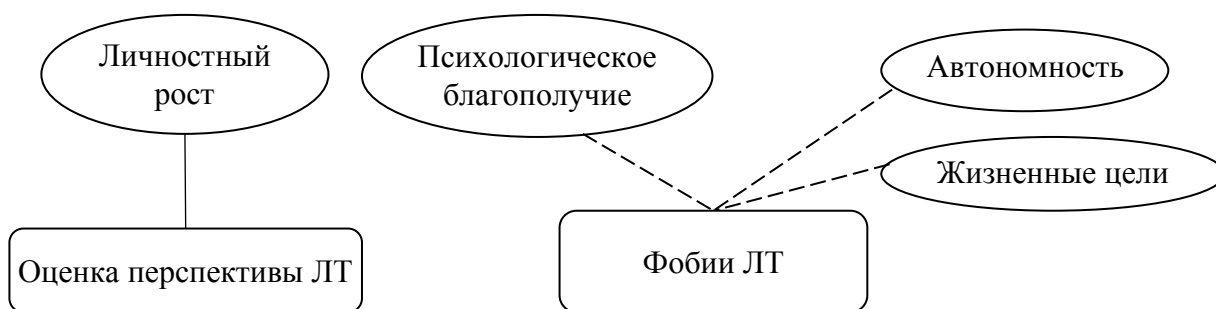 Личностный
рост
Психологическое
благополучие
Автономность
Жизненные цели
Оценка перспективы ЛТ
Фобии ЛТ